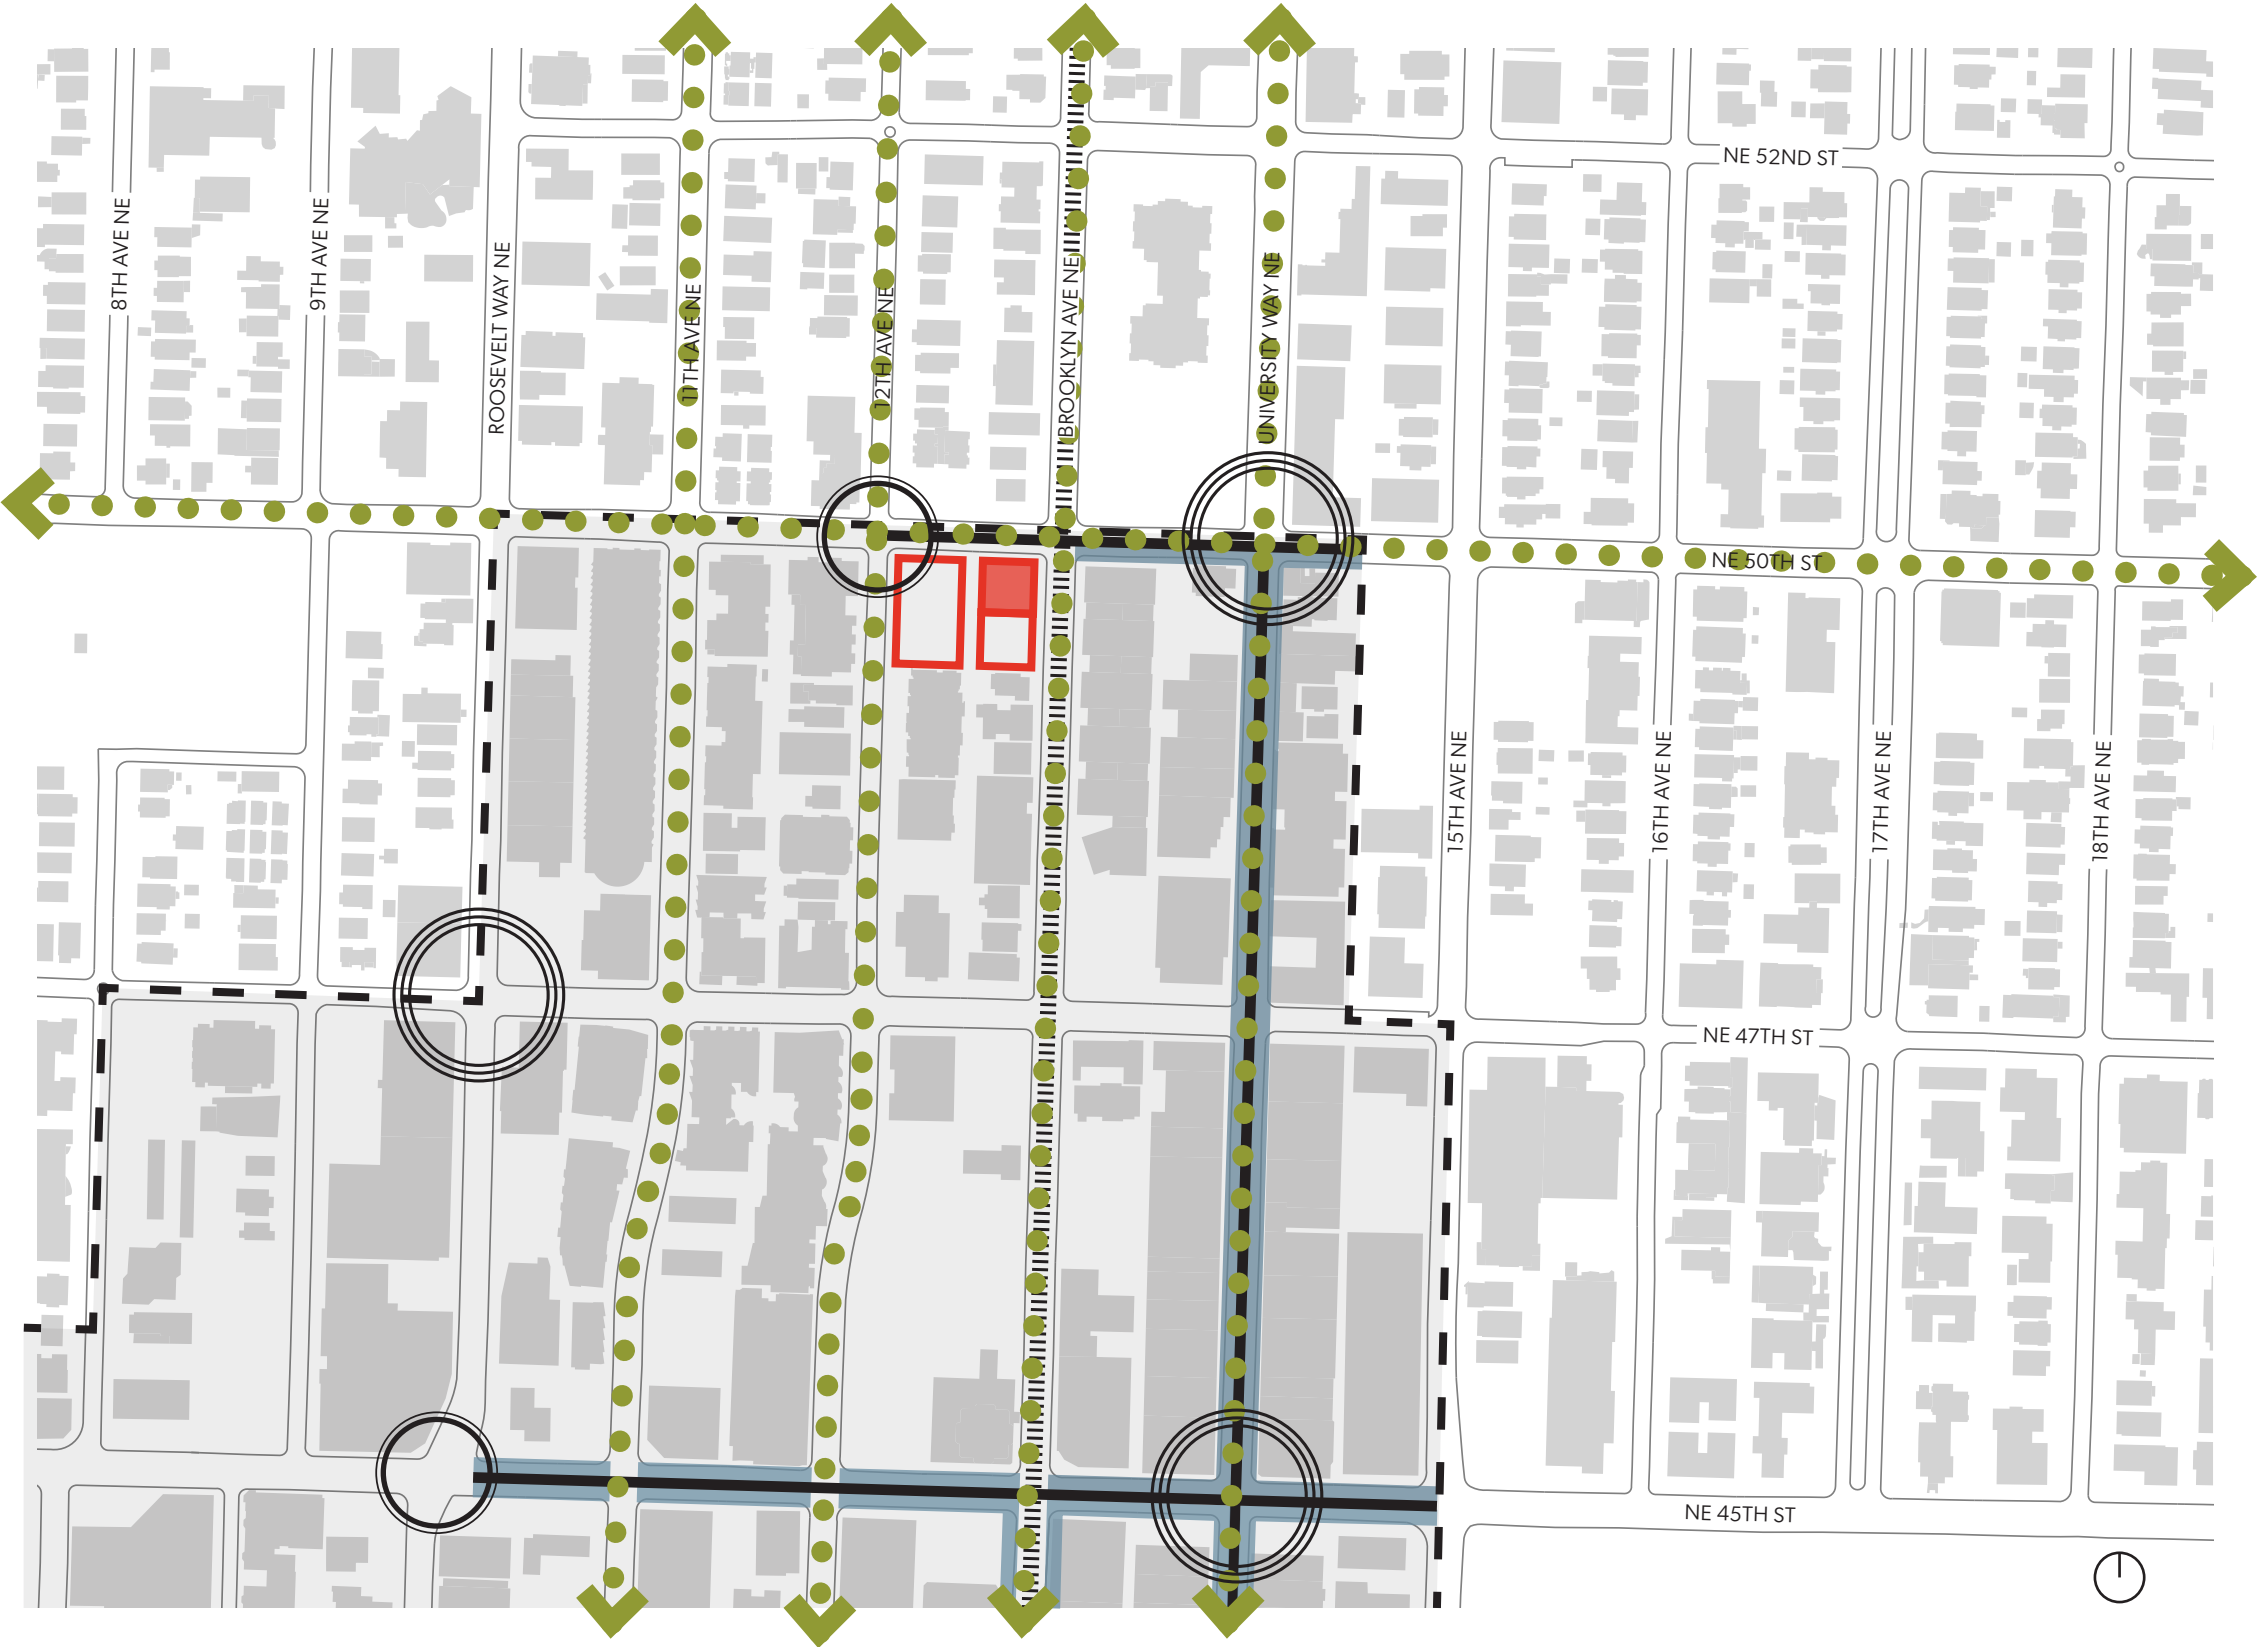 NE 52ND ST
8TH AVE NE
9TH AVE NE
ROOSEVELT WAY NE
11TH AVE NE
12TH AVE NE
BROOKLYN AVE NE
UNIVERSITY WAY NE
NE 50TH ST
15TH AVE NE
16TH AVE NE
17TH AVE NE
18TH AVE NE
NE 47TH ST
NE 45TH ST